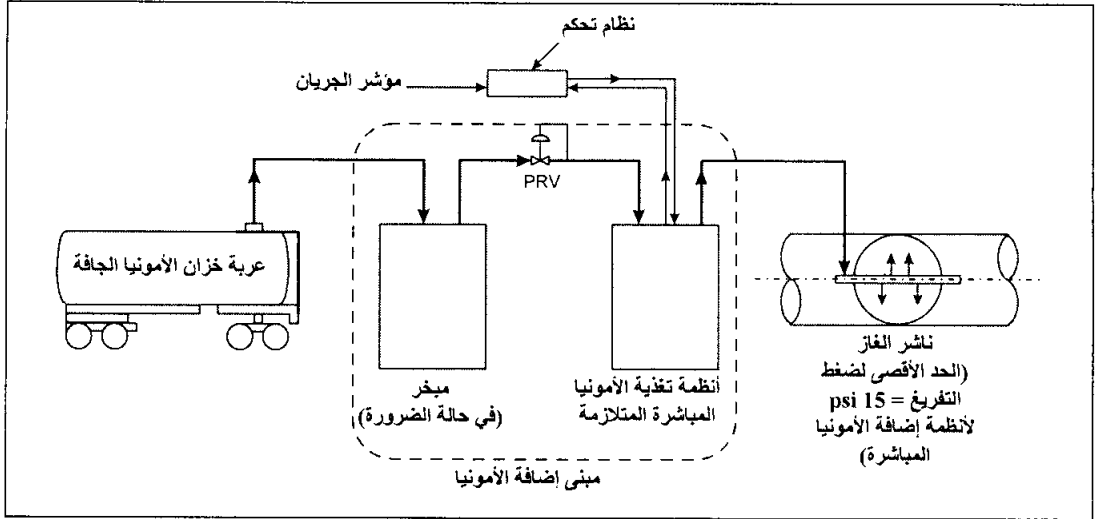 نظام تحكم
مؤشر الجريان
PRV
عربة خزان الأمونيا الجافة
مبخر
(في حالة الضرورة)
أنظمة تغذية الأمونيا
المباشرة المتلازمة
ناشر الغاز
(الحد الأقصى لضغط
التفريغ = 15 psi
لأنظمة إضافة الأمونيا
المباشرة)
مبنى إضافة الأمونيا